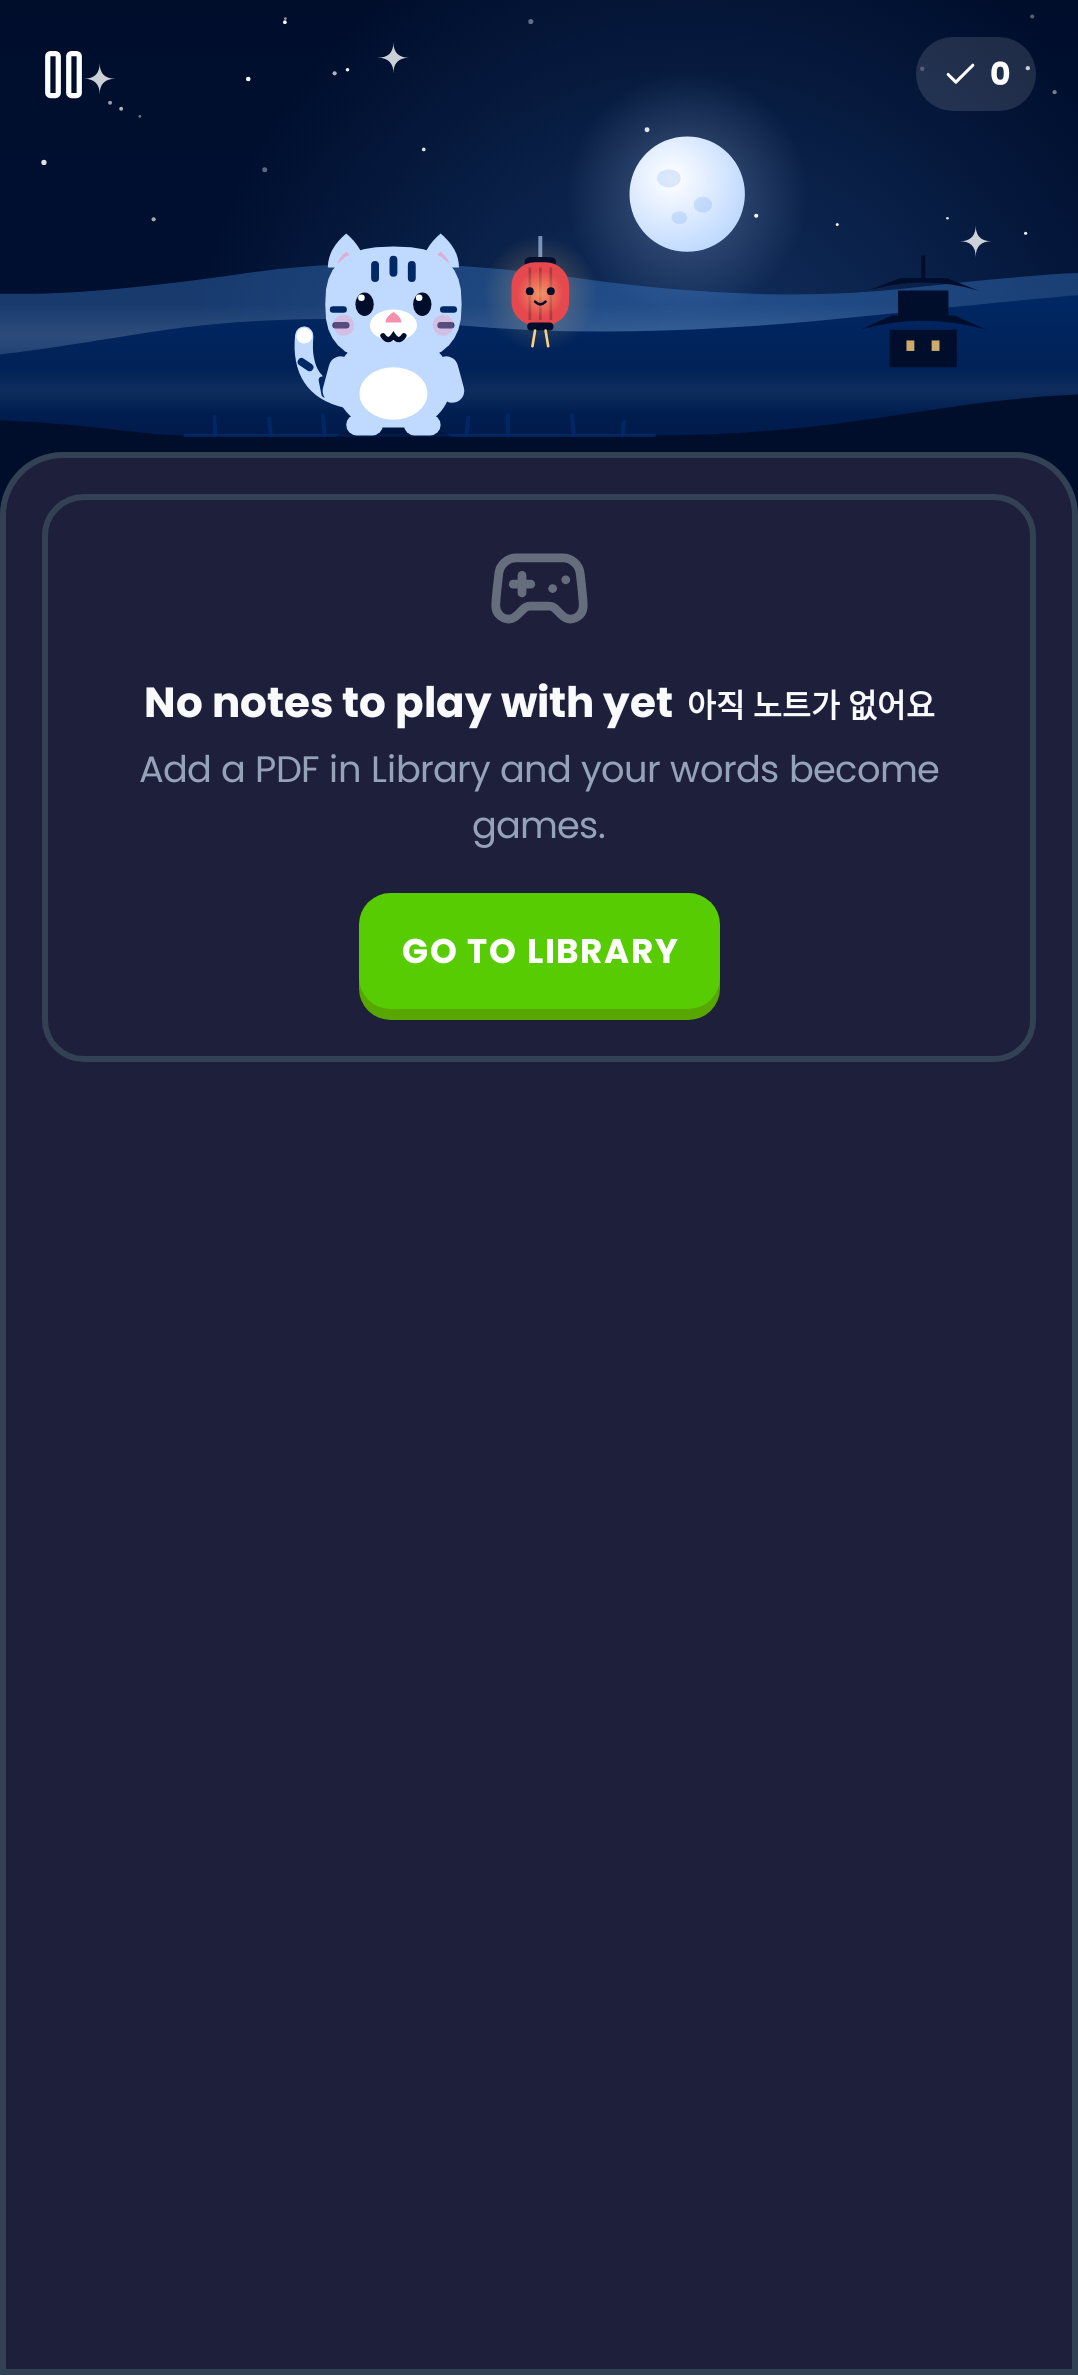 0
No notes to play with yet 아직 노트가 없어요
Add a PDF in Library and your words become
games.
GO TO LIBRARY